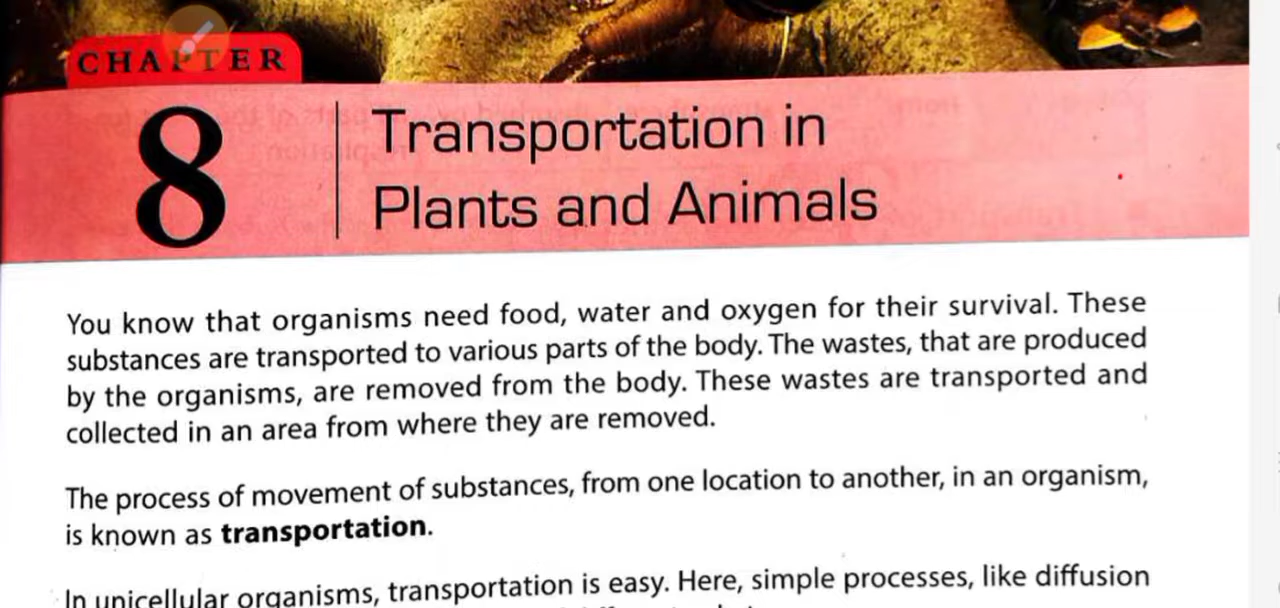 CHAPTER
8
Transportation in
Plants and Animals
You know that organisms need food, water and oxygen for their survival. These
substances are transported to various parts of the body. The wastes, that are produced
by the organisms, are removed from the body. These wastes are transported and
collected in an area from where they are removed.
The process of movement of substances, from one location to another, in an organism,
is known as transportation.
In unicellular organisms, transportation is easy. Here, simple processes, like diffusion